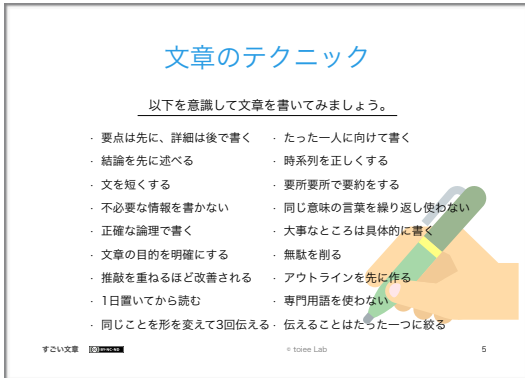 文章のテクニック
以下を意識して文章を書いてみましょう。
· 要点は先に、詳細は後で書く
· 結論を先に述べる
· 文を短くする
· 不必要な情報を書かない
· 正確な論理で書く
· 文章の目的を明確にする
· 推敲を重ねるほど改善される
· 1日置いてから読む
· 同じことを形を変えて3回伝える
· たった一人に向けて書く
· 時系列を正しくする
· 要所要所で要約をする
· 同じ意味の言葉を繰り返し使わない
· 大事なところは具体的に書く
· 無駄を削る
· アウトラインを先に作る
· 専門用語を使わない
· 伝えることはたった一つに絞る
すごい文章 BY-NC-ND
© toiee Lab
5